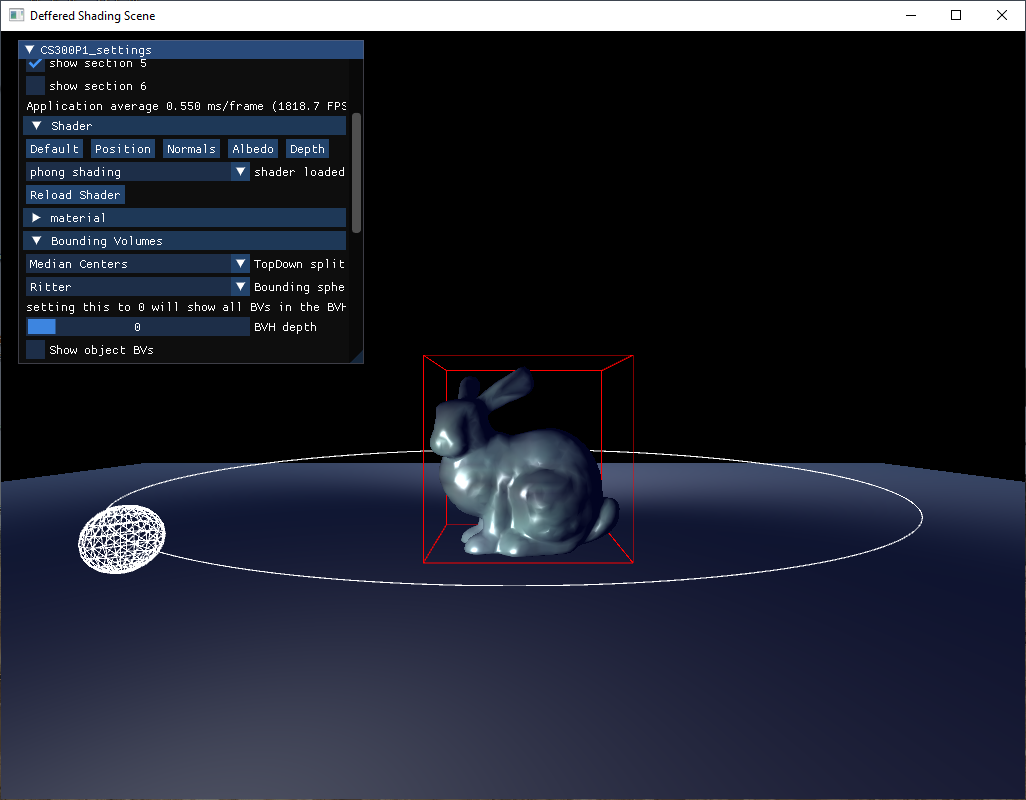 Deffered Shading Scene
CS300P1_settings
show section 5
show section 6
Application average 0.550 ms/frame (1818.7 FPS
Shader
Default Position Normals Albedo Depth
phong shading shader loaded
Reload Shader
material
Bounding Volumes
Median Centers TopDown split
Ritter Bounding sphe
setting this to 0 will show all BVs in the BVH
0 BVH depth
Show object BVs